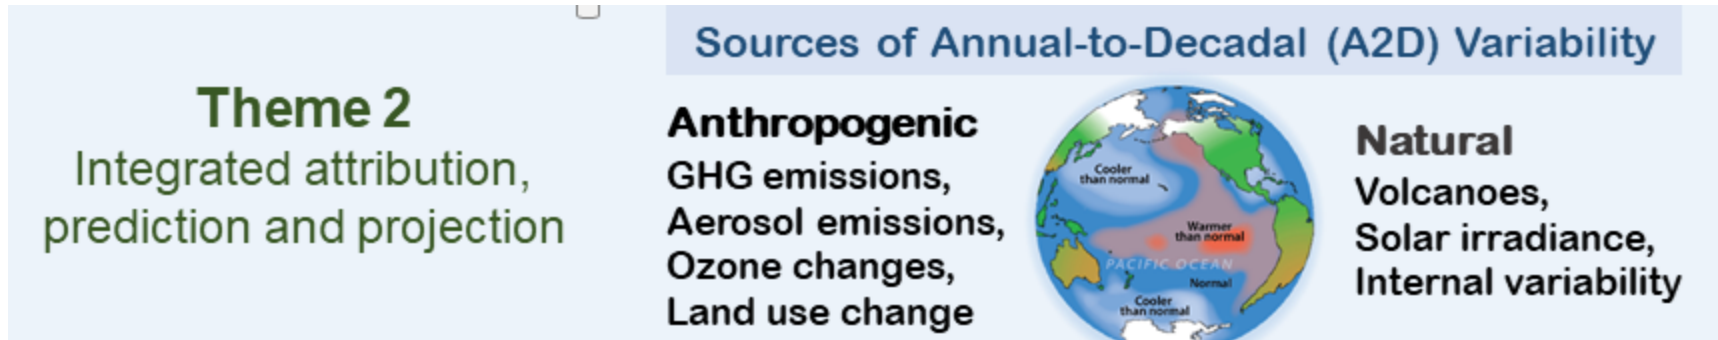 Theme 2
Integrated attribution,
prediction and projection
Sources of Annual-to-Decadal (A2D) Variability
Anthropogenic
GHG emissions,
Aerosol emissions,
Ozone changes,
Land use change
Cooler
than normal
Warmer
than normal
PACIFIC OCEAN
Normal
Cooler
than normal
Natural
Volcanoes,
Solar irradiance,
Internal variability